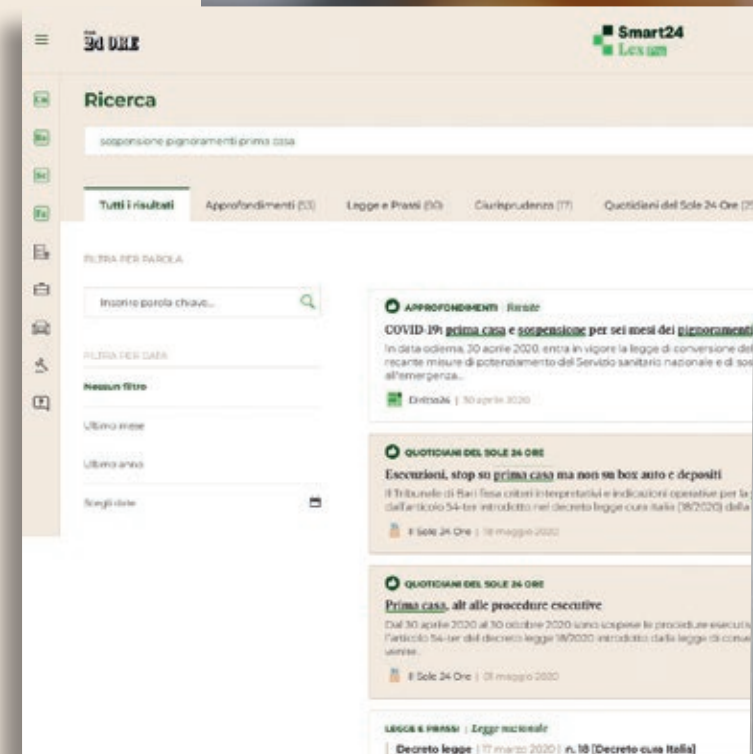 24 ORE
Smart24
Lex
Ricerca
sospensione pignoramenti prima casa
Tutti i risultati
Approfondimenti (53)
Legge e Prassi (90)
Giurisprudenza (17)
Quotidiani del Sole 24 Ore
FILTRA PER PAROLA
Inserire parola chiave...
FILTRA PER DATA
Nessun filtro
Ultimo mese
Ultimo anno
Scegli date
APPROFONDIMENTI | Riviste
COVID-19: prima casa e sospensione per sei mesi dei pignoramenti
In data odierna, 30 aprile 2020, entra in vigore la legge di conversione del
recante misure di potenziamento del Servizio sanitario nazionale e di
all'emergenza...
Diritto24 | 30 aprile 2020
QUOTIDIANI DEL SOLE 24 ORE
Esecuzioni, stop su prima casa ma non su box auto e depositi
Il Tribunale di Bari fissa criteri interpretativi e indicazioni operative per la
dall'articolo 54-ter introdotto nel decreto legge cura Italia (18/2020) dalla
Il Sole 24 Ore | 18 maggio 2020
QUOTIDIANI DEL SOLE 24 ORE
Prima casa, alt alle procedure esecutive
Dal 30 aprile 2020 al 30 ottobre 2020 sono sospese le procedure
l'articolo 54-ter del decreto legge 18/2020 introdotto dalla legge di
Il Sole 24 Ore | 01 maggio 2020
LEGGE E PRASSI | Legge nazionale
Decreto legge | 17 marzo 2020 | n. 18 [Decreto cura Italia]